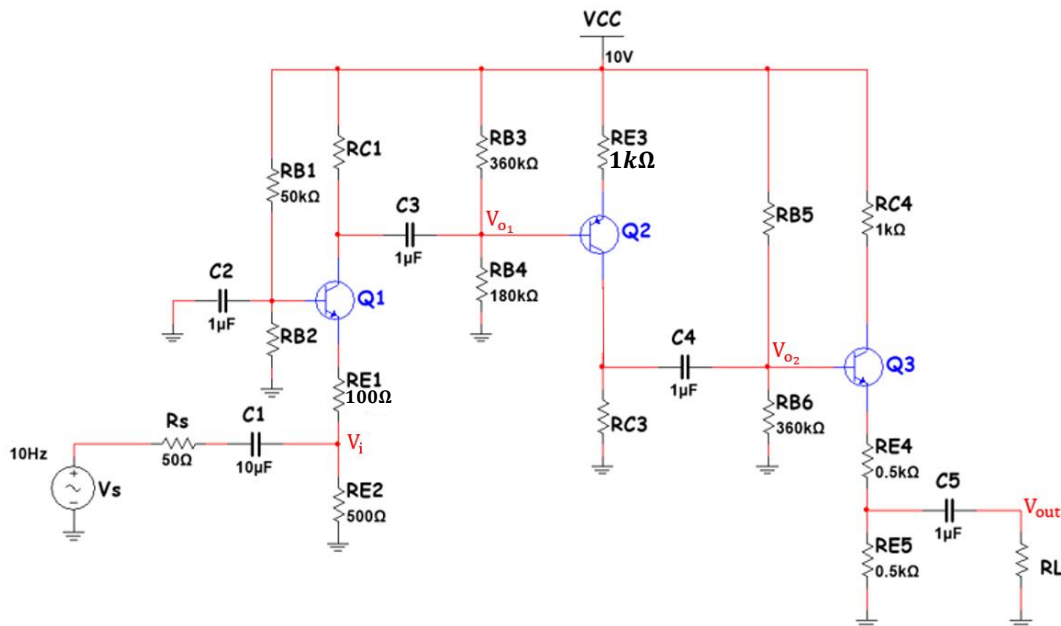 VCC
10V
RE3
1kΩ
RC1
RB3
360kΩ
RB1
50kΩ
RC4
1kΩ
RB5
C3
1µF
Vo1
Q2
C2
1µF
Q1
RB4
180kΩ
RB2
C4
1µF
Vo2
Q3
RE1
100Ω
RC3
RB6
360kΩ
Rs
50Ω
C1
10µF
Vi
10Hz
Vs
RE2
500Ω
RE4
0.5kΩ
C5
1µF
Vout
RE5
0.5kΩ
RL